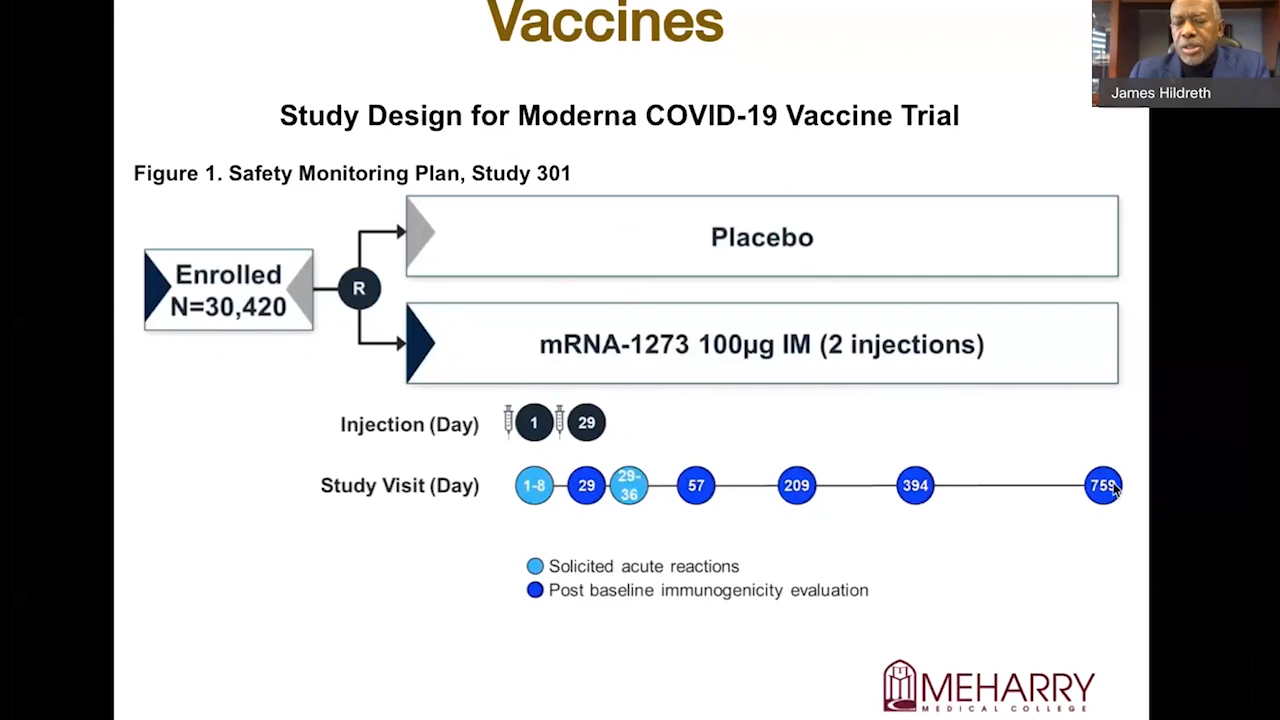 Vaccines
James Hildreth
Study Design for Moderna COVID-19 Vaccine Trial
Figure 1. Safety Monitoring Plan, Study 301
Enrolled
N=30,420
R
Placebo
mRNA-1273 100µg IM (2 injections)
Injection (Day)
1
29
Study Visit (Day)
1-8
29
29-
36
57
209
394
759
Solicited acute reactions
Post baseline immunogenicity evaluation
MEHARRY
MEDICAL COLLEGE